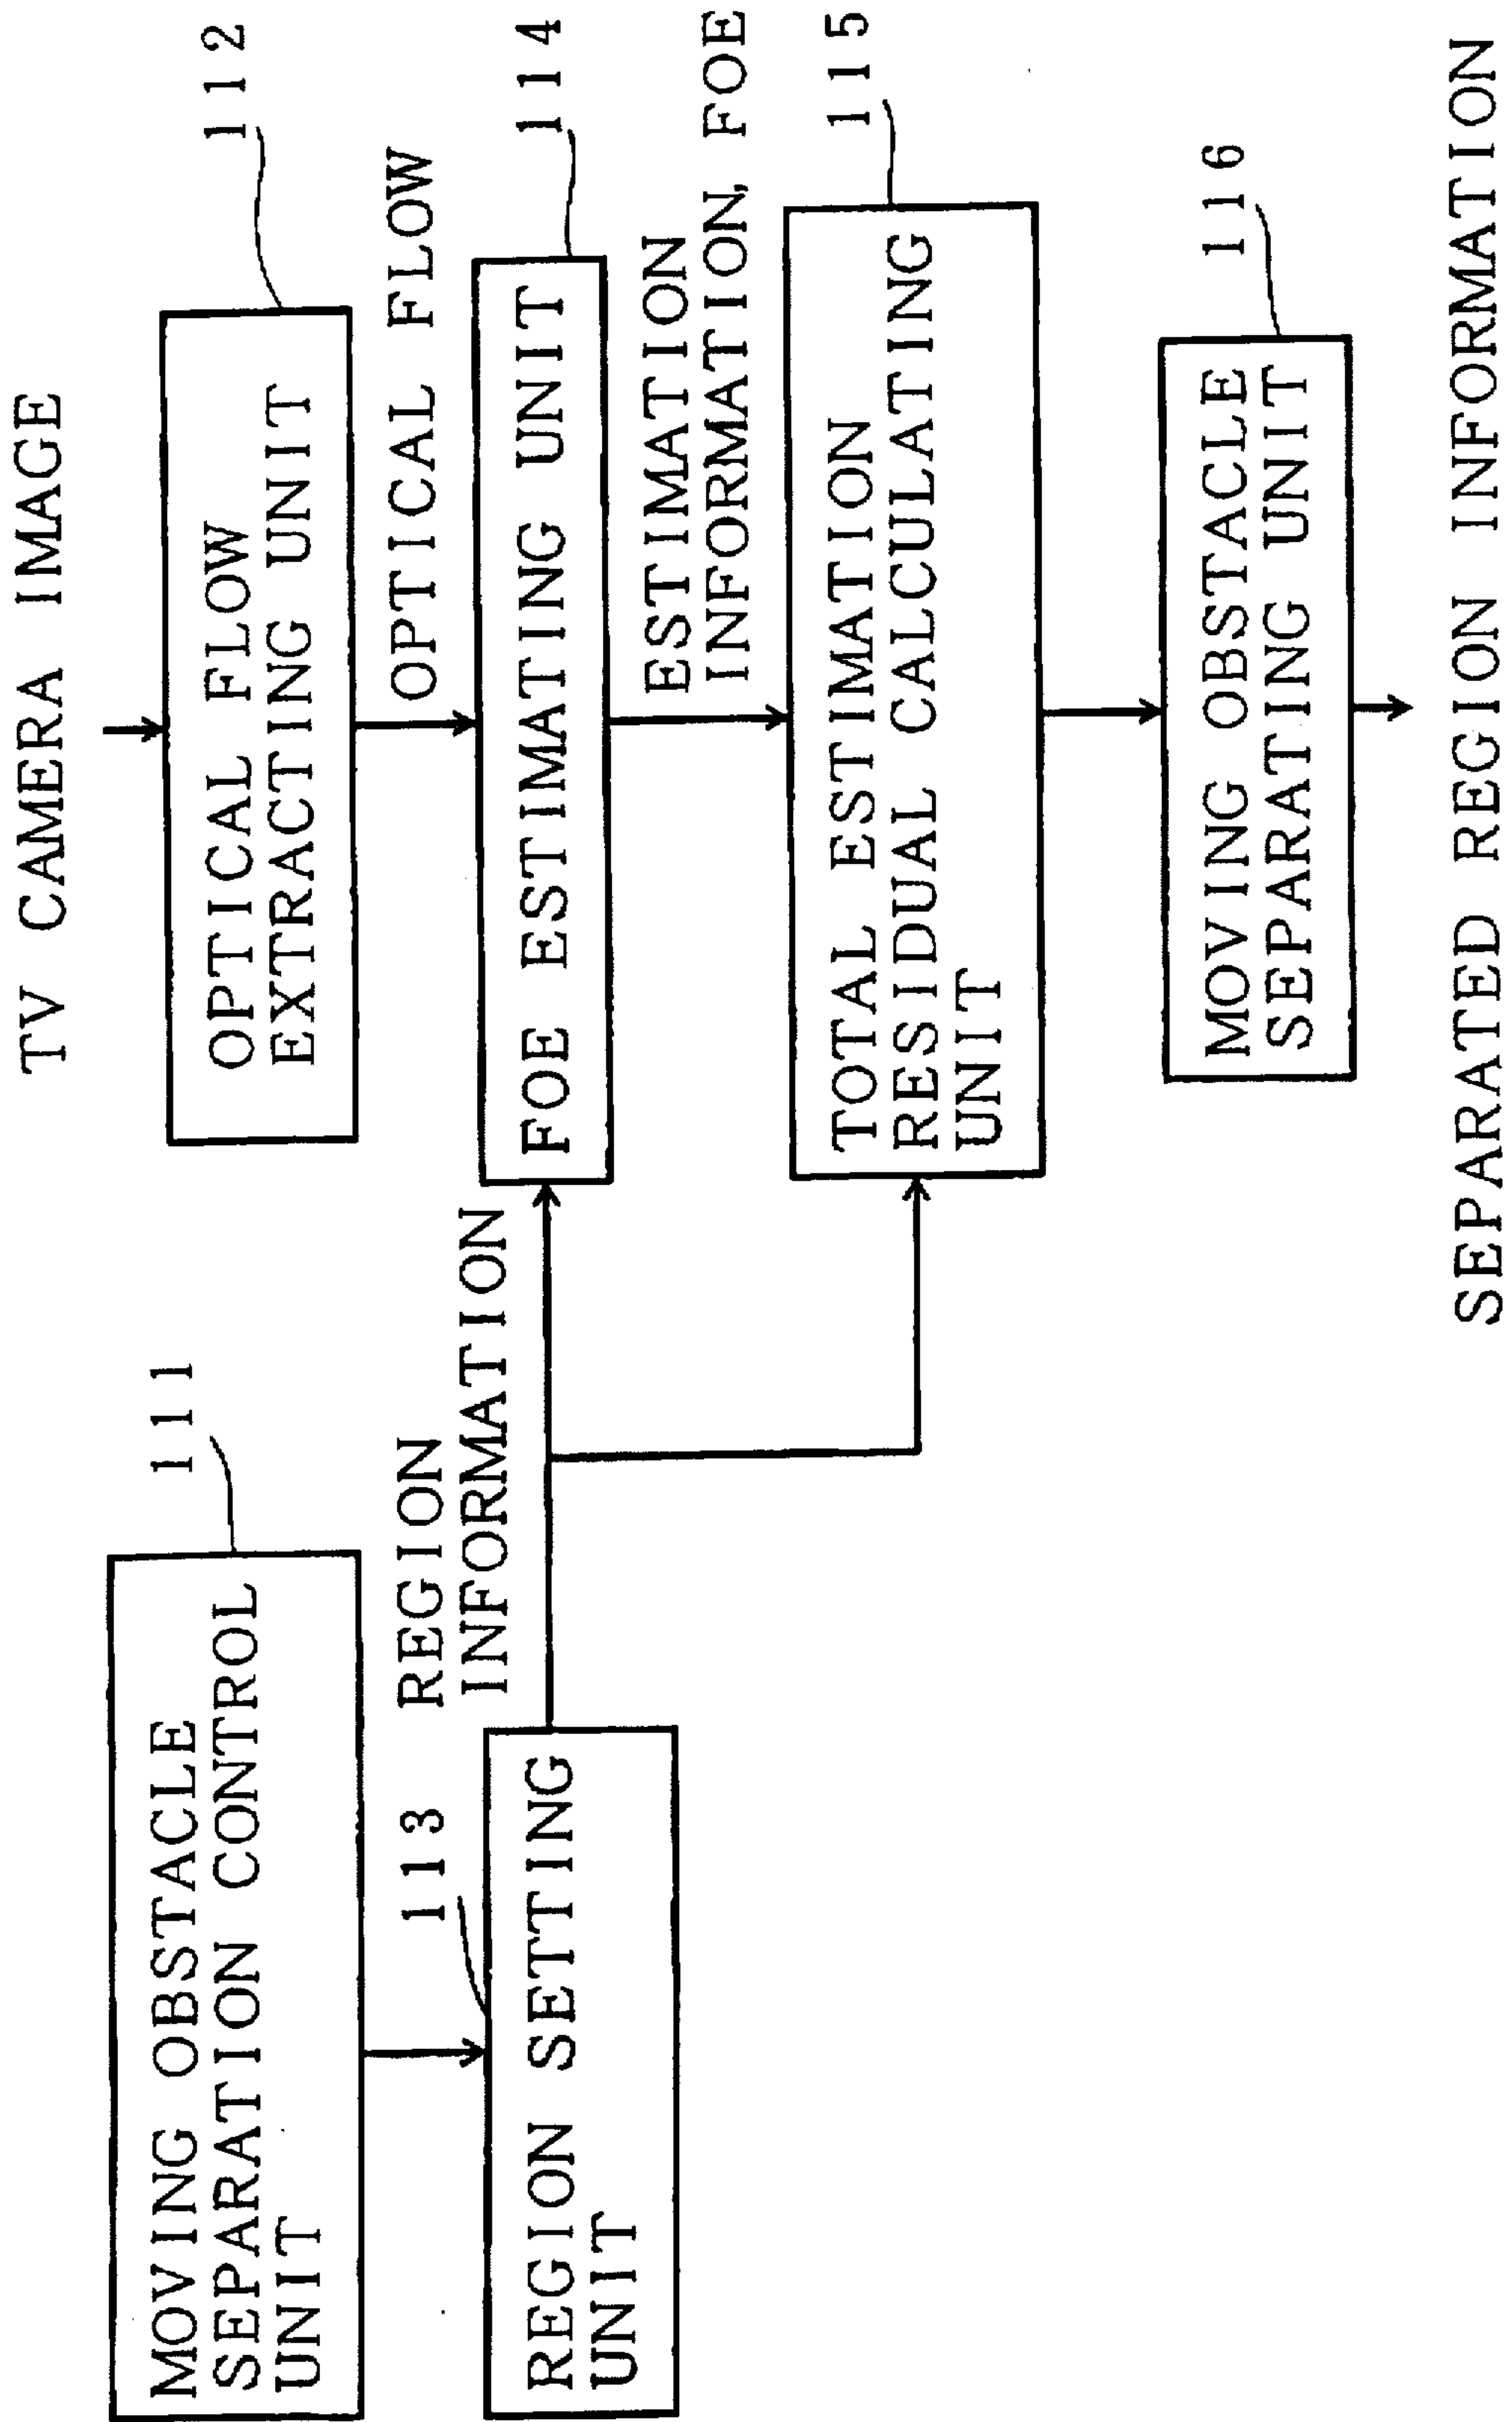 TV CAMERA IMAGE
111
MOVING OBSTACLE
SEPARATION CONTROL
UNIT
112
OPTICAL FLOW
EXTRACTING UNIT
REGION
INFORMATION
OPTICAL FLOW
113
REGION SETTING
UNIT
114
FOE ESTIMATING UNIT
ESTIMATION
INFORMATION, FOE
115
TOTAL ESTIMATION
RESIDUAL CALCULATING
UNIT
116
MOVING OBSTACLE
SEPARATING UNIT
SEPARATED REGION INFORMATION